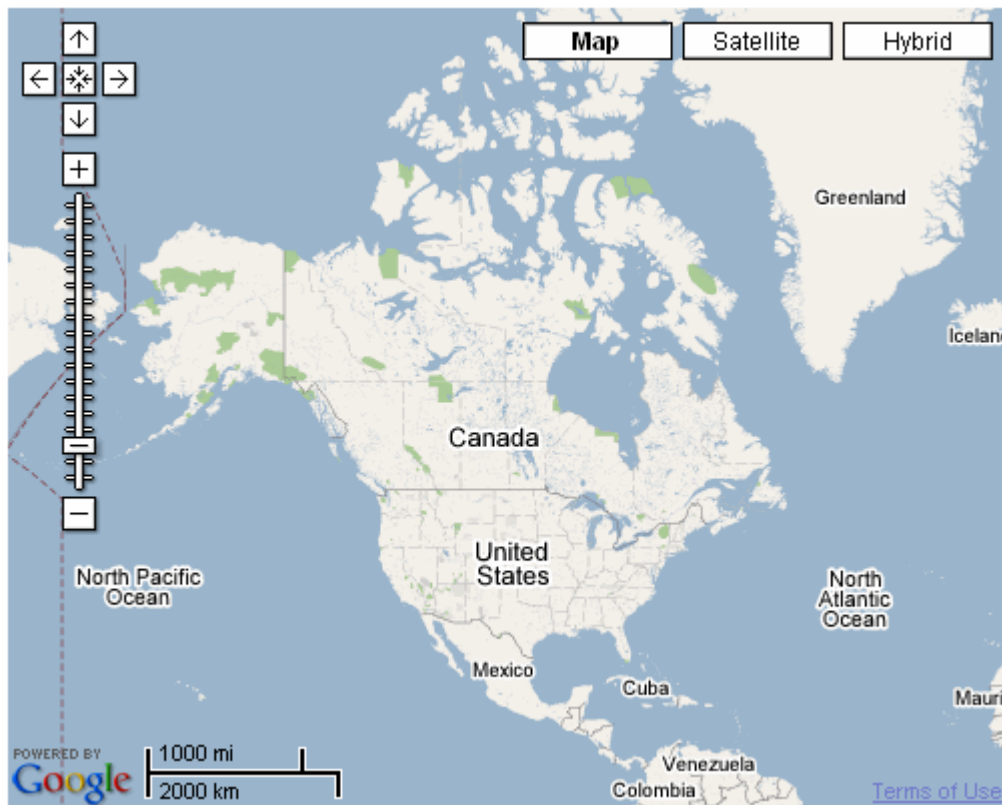 Map
Satellite
Hybrid
Greenland
Iceland
Canada
United
States
North Pacific
Ocean
North
Atlantic
Ocean
Mexico
Cuba
Mauri
Venezuela
Colombia
POWERED BY
Google
1000 mi
2000 km
Terms of Use